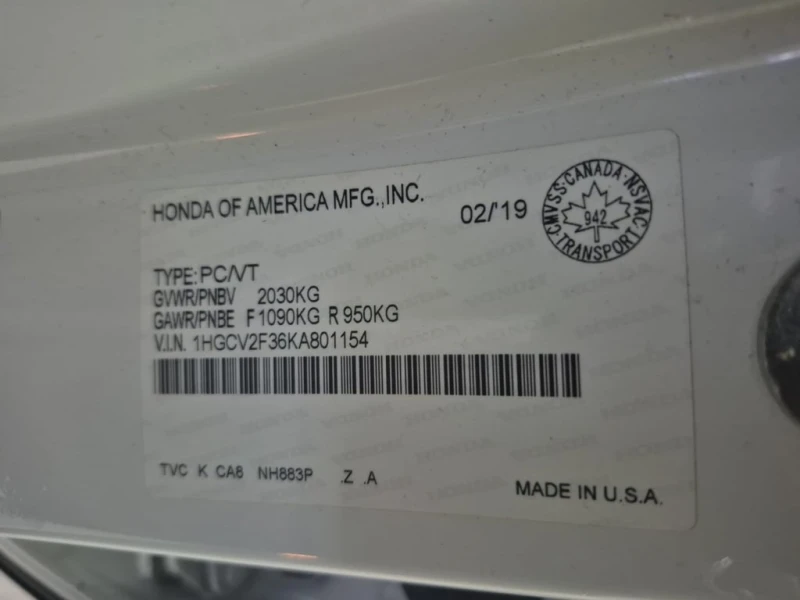 HONDA OF AMERICA MFG.,INC.
02/'19
CMVSS·CANADA·NSVAC
942
TRANSPORT
TYPE:PC/VT
GVWR/PNBV 2030KG
GAWR/PNBE F 1090KG R 950KG
V.I.N. 1HGCV2F36KA801154
TVC K CA8 NH883P .Z .A
MADE IN U.S.A.